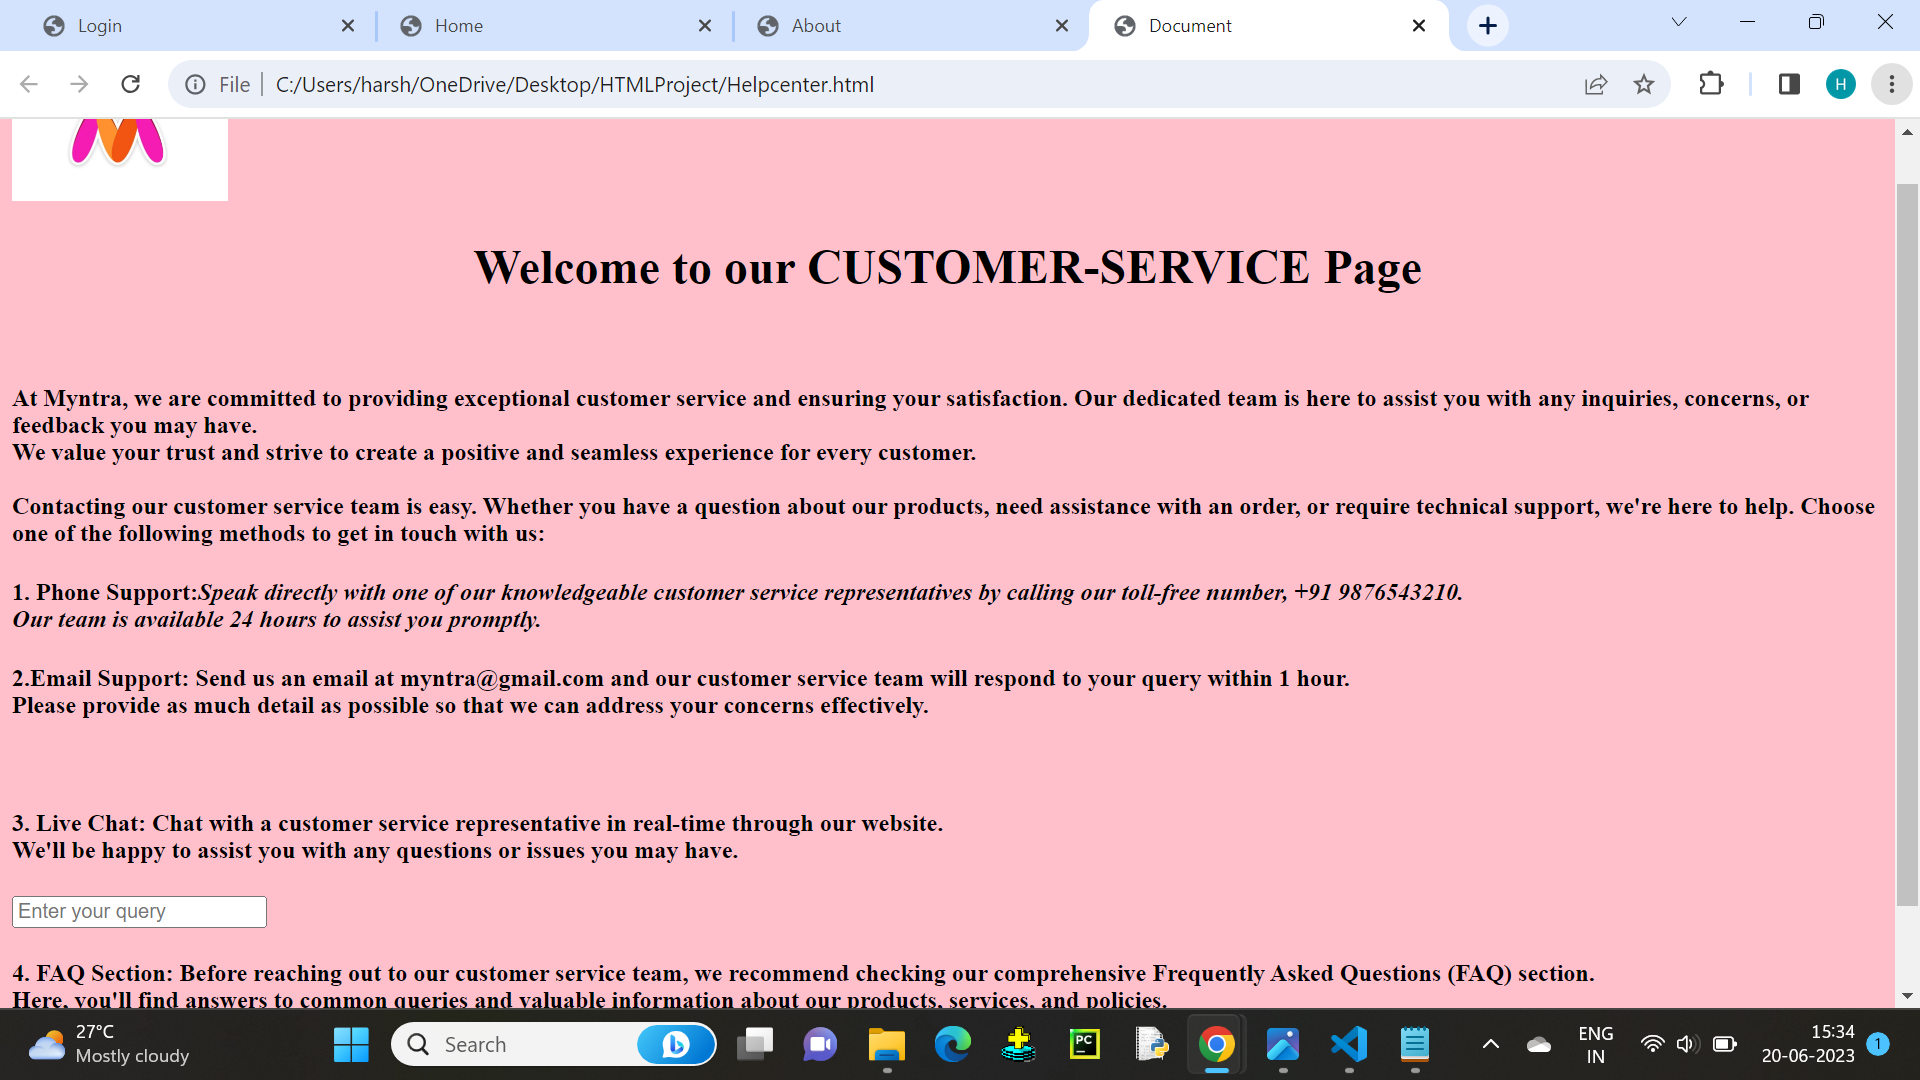 Login
Home
About
Document
File
C:/Users/harsh/OneDrive/Desktop/HTMLProject/Helpcenter.html
H
Welcome to our CUSTOMER-SERVICE Page
At Myntra, we are committed to providing exceptional customer service and ensuring your satisfaction. Our dedicated team is here to assist you with any inquiries, concerns, or
feedback you may have.
We value your trust and strive to create a positive and seamless experience for every customer.
Contacting our customer service team is easy. Whether you have a question about our products, need assistance with an order, or require technical support, we're here to help. Choose
one of the following methods to get in touch with us:
1. Phone Support:Speak directly with one of our knowledgeable customer service representatives by calling our toll-free number, +91 9876543210.
Our team is available 24 hours to assist you promptly.
2.Email Support: Send us an email at myntra@gmail.com and our customer service team will respond to your query within 1 hour.
Please provide as much detail as possible so that we can address your concerns effectively.
3. Live Chat: Chat with a customer service representative in real-time through our website.
We'll be happy to assist you with any questions or issues you may have.
Enter your query
4. FAQ Section: Before reaching out to our customer service team, we recommend checking our comprehensive Frequently Asked Questions (FAQ) section.
Here, you'll find answers to common queries and valuable information about our products, services, and policies.
27°C
Mostly cloudy
Search
PC
ENG
IN
15:34
20-06-2023
1